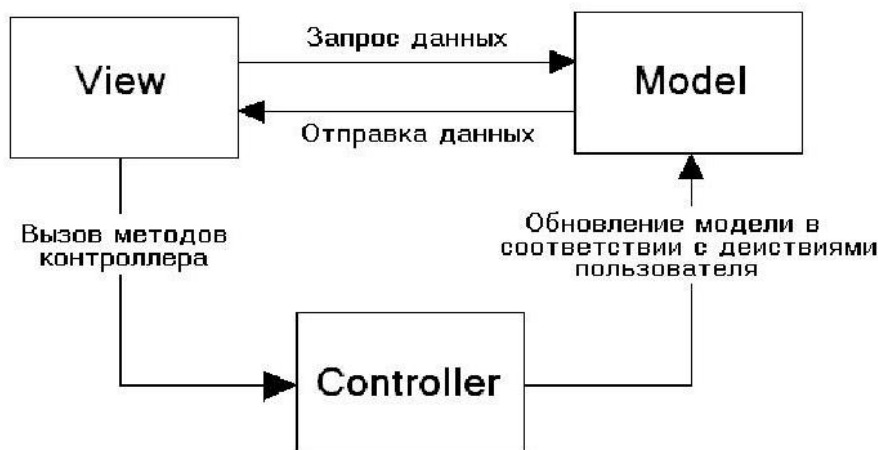 Запрос данных
View
Model
Отправка данных
Вызов методов
контроллера
Обновление модели в
соответствии с деиствиями
пользователя
Controller